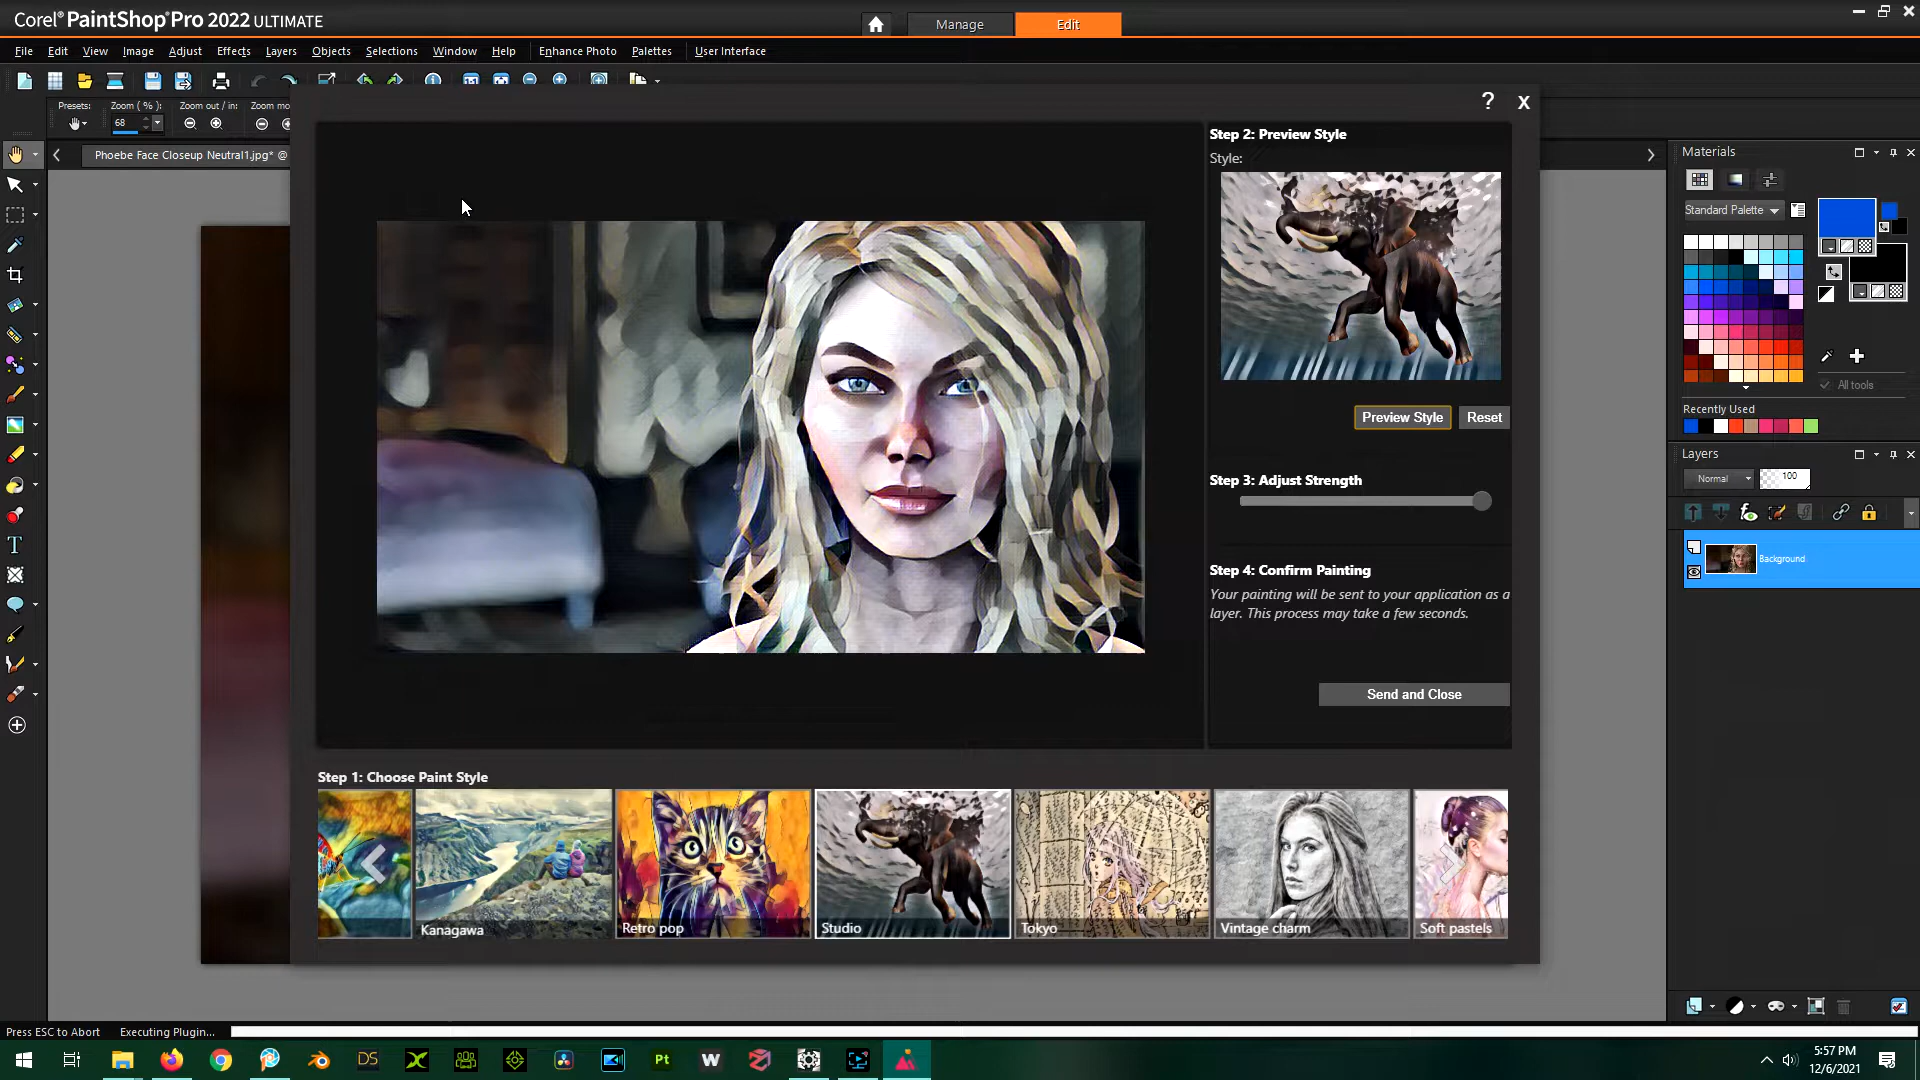 Corel® PaintShop®Pro 2022 ULTIMATE
Manage
Edit
File Edit View Image Adjust Effects Layers Objects Selections Window Help Enhance Photo Palettes User Interface
Presets: Zoom ( % ): Zoom out / in: Zoom mo
68
Phoebe Face Closeup Neutral1.jpg* @
? X
Step 2: Preview Style
Style:
Preview Style Reset
Step 3: Adjust Strength
Step 4: Confirm Painting
Your painting will be sent to your application as a
layer. This process may take a few seconds.
Send and Close
Step 1: Choose Paint Style
Kanagawa
Retro pop
Studio
Tokyo
Vintage charm
Soft pastels
Materials
Standard Palette
All tools
Recently Used
Layers
Normal 100
Background
Press ESC to Abort Executing Plugin...
DS
Pt
W
5:57 PM
12/6/2021